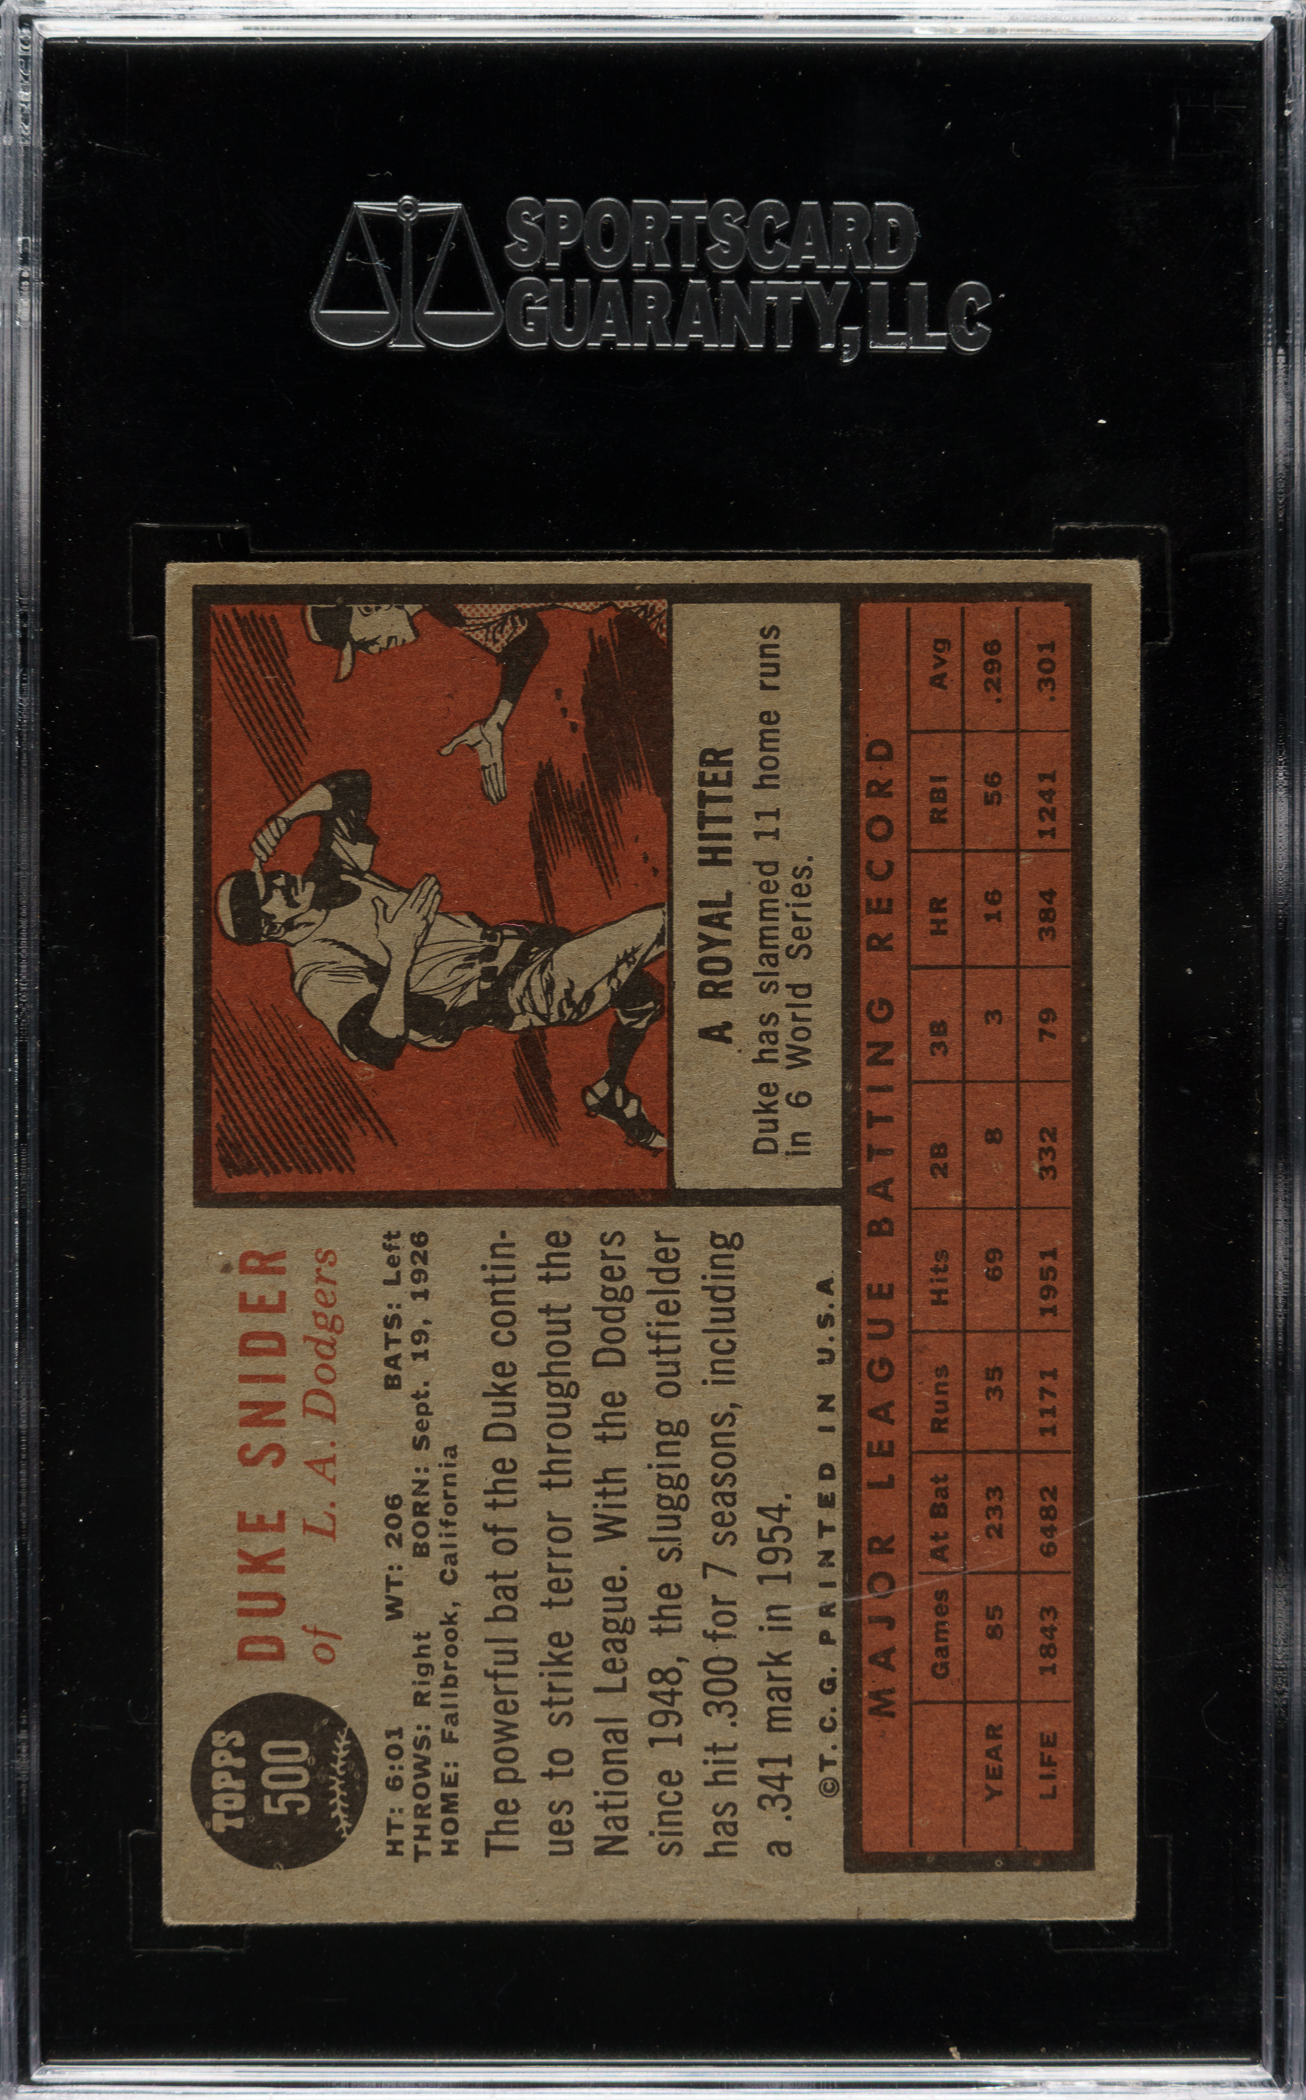 SPORTSCARD
GUARANTY, LLC
TOPPS
500
DUKE SNIDER
of L. A. Dodgers
HT: 6:01 WT: 206 BATS: Left
THROWS: Right BORN: Sept. 19, 1926
HOME: Fallbrook, California
The powerful bat of the Duke contin-
ues to strike terror throughout the
National League. With the Dodgers
since 1948, the slugging outfielder
has hit .300 for 7 seasons, including
a .341 mark in 1954.
©T. C. G. PRINTED IN U.S.A.
A ROYAL HITTER
Duke has slammed 11 home runs
in 6 World Series.
MAJOR LEAGUE BATTING RECORD
Games At Bat Runs Hits 2B 3B HR RBI Avg
YEAR 85 233 35 69 8 3 16 56 .296
LIFE 1843 6482 1171 1951 332 79 384 1241 .301